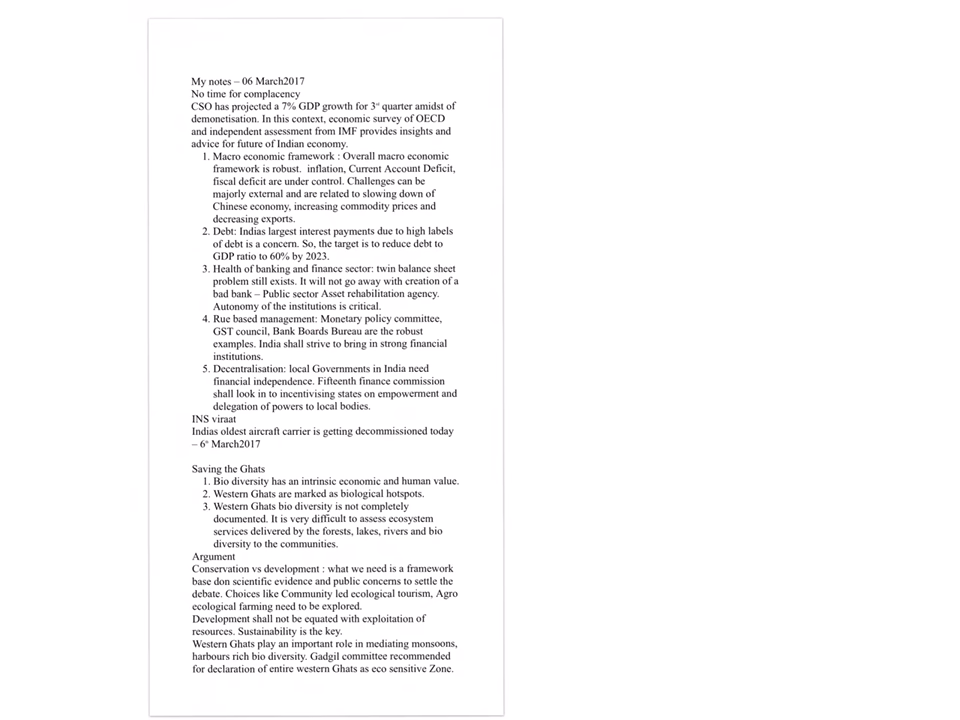 My notes – 06 March2017
No time for complacency
CSO has projected a 7% GDP growth for 3rd quarter amidst of
demonetisation. In this context, economic survey of OECD
and independent assessment from IMF provides insights and
advice for future of Indian economy.
1. Macro economic framework : Overall macro economic
framework is robust. inflation, Current Account Deficit,
fiscal deficit are under control. Challenges can be
majorly external and are related to slowing down of
Chinese economy, increasing commodity prices and
decreasing exports.
2. Debt: Indias largest interest payments due to high labels
of debt is a concern. So, the target is to reduce debt to
GDP ratio to 60% by 2023.
3. Health of banking and finance sector: twin balance sheet
problem still exists. It will not go away with creation of a
bad bank – Public sector Asset rehabilitation agency.
Autonomy of the institutions is critical.
4. Rue based management: Monetary policy committee,
GST council, Bank Boards Bureau are the robust
examples. India shall strive to bring in strong financial
institutions.
5. Decentralisation: local Governments in India need
financial independence. Fifteenth finance commission
shall look in to incentivising states on empowerment and
delegation of powers to local bodies.
INS viraat
Indias oldest aircraft carrier is getting decommissioned today
– 6th March2017
Saving the Ghats
1. Bio diversity has an intrinsic economic and human value.
2. Western Ghats are marked as biological hotspots.
3. Western Ghats bio diversity is not completely
documented. It is very difficult to assess ecosystem
services delivered by the forests, lakes, rivers and bio
diversity to the communities.
Argument
Conservation vs development : what we need is a framework
base don scientific evidence and public concerns to settle the
debate. Choices like Community led ecological tourism, Agro
ecological farming need to be explored.
Development shall not be equated with exploitation of
resources. Sustainability is the key.
Western Ghats play an important role in mediating monsoons,
harbours rich bio diversity. Gadgil committee recommended
for declaration of entire western Ghats as eco sensitive Zone.